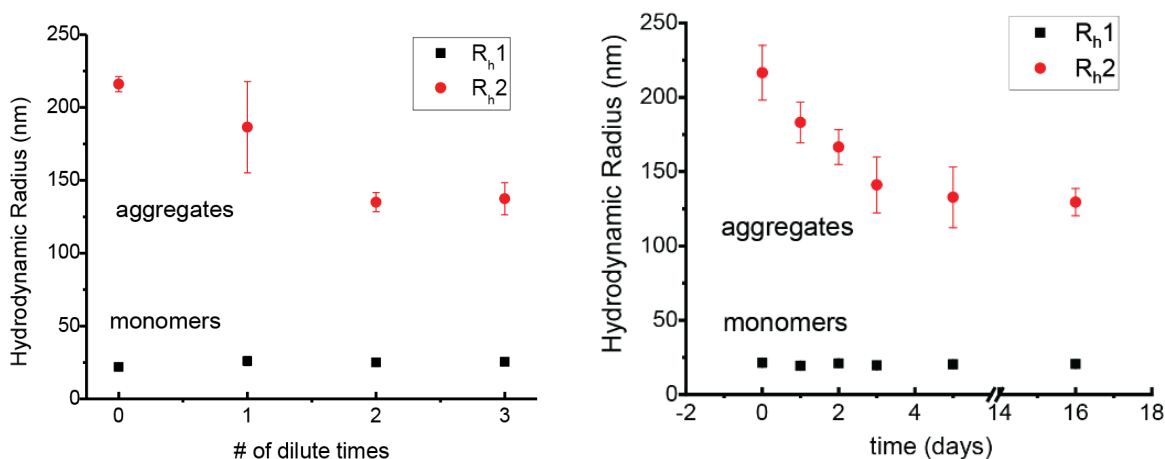 Hydrodynamic Radius (nm)
250
200
150
100
50
0
R_h1
R_h2
aggregates
monomers
0 1 2 3
# of dilute times
Hydrodynamic Radius (nm)
250
200
150
100
50
0
R_h1
R_h2
aggregates
monomers
-2 0 2 4 14 16 18
time (days)